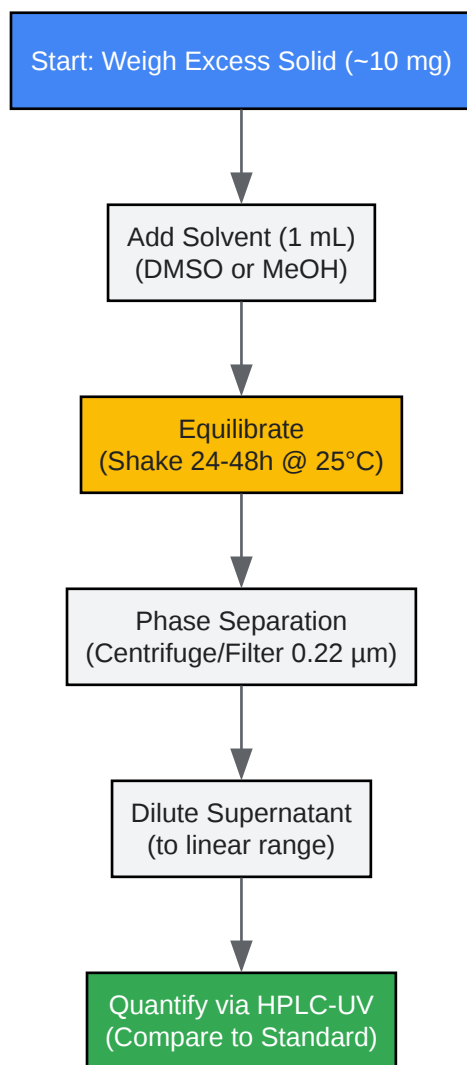 Start: Weigh Excess Solid (~10 mg)
Add Solvent (1 mL)
(DMSO or MeOH)
Equilibrate
(Shake 24-48h @ 25°C)
Phase Separation
(Centrifuge/Filter 0.22 µm)
Dilute Supernatant
(to linear range)
Quantify via HPLC-UV
(Compare to Standard)